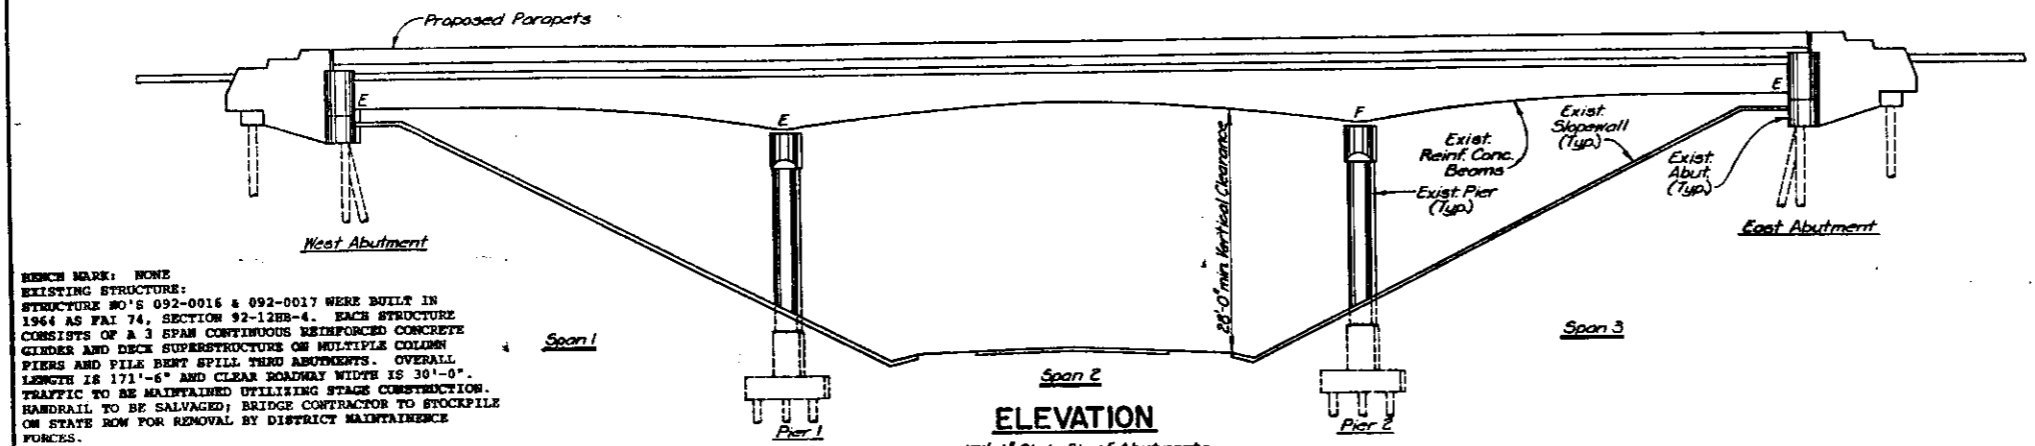 Proposed Parapets
E
E
F
E
Exist.
Slopewall
(Typ.)
Exist.
Reinf. Conc.
Beams
Exist.
Abut.
(Typ.)
Exist. Pier
(Typ.)
28'-0" min. Vertical Clearance
West Abutment
East Abutment
BENCH MARK: NONE
EXISTING STRUCTURE:
STRUCTURE NO'S 092-0016 & 092-0017 WERE BUILT IN
1964 AS FAI 74, SECTION 92-12HB-4. EACH STRUCTURE
CONSISTS OF A 3 SPAN CONTINUOUS REINFORCED CONCRETE
GIRDER AND DECK SUPERSTRUCTURE ON MULTIPLE COLUMN
PIERS AND PILE BENT SPILL THRU ABUTMENTS. OVERALL
LENGTH IS 171'-6" AND CLEAR ROADWAY WIDTH IS 30'-0".
TRAFFIC TO BE MAINTAINED UTILIZING STAGE CONSTRUCTION.
HANDRAIL TO BE SALVAGED; BRIDGE CONTRACTOR TO STOCKPILE
ON STATE ROW FOR REMOVAL BY DISTRICT MAINTAINENCE
FORCES.
Span 1
Span 2
Span 3
Pier 1
Pier 2
ELEVATION
of Abutments